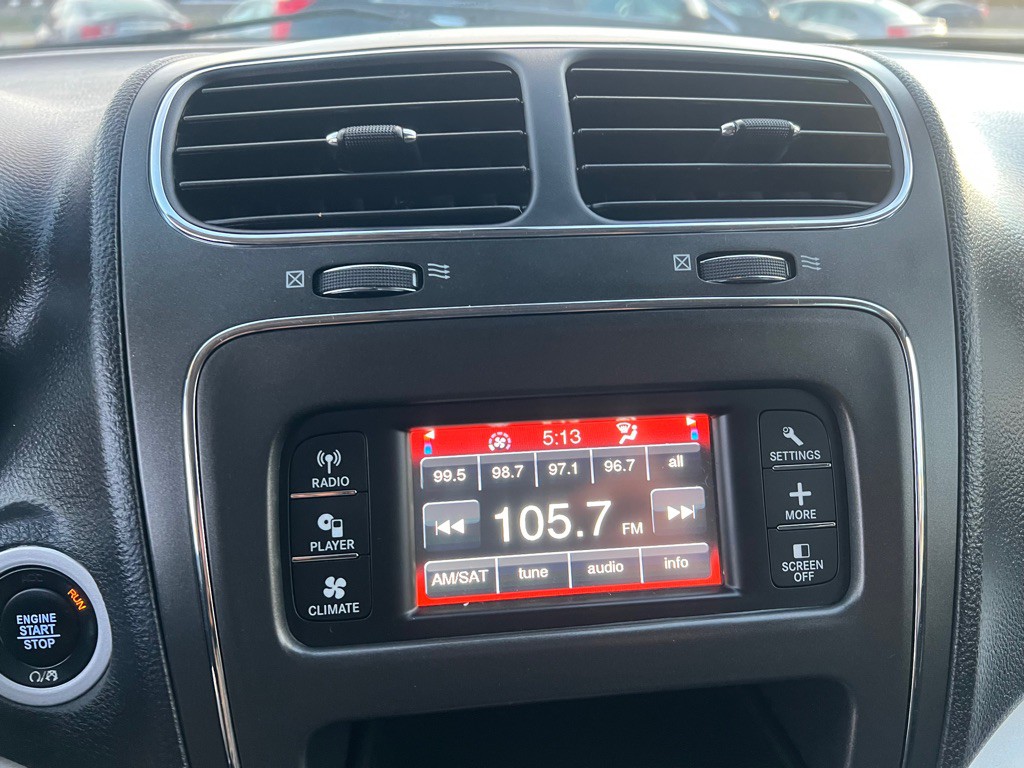 5:13
99.5 98.7 97.1 96.7 all
105.7 FM
AM/SAT tune audio info
RADIO
PLAYER
CLIMATE
SETTINGS
MORE
SCREEN
OFF
RUN
ENGINE
START
STOP